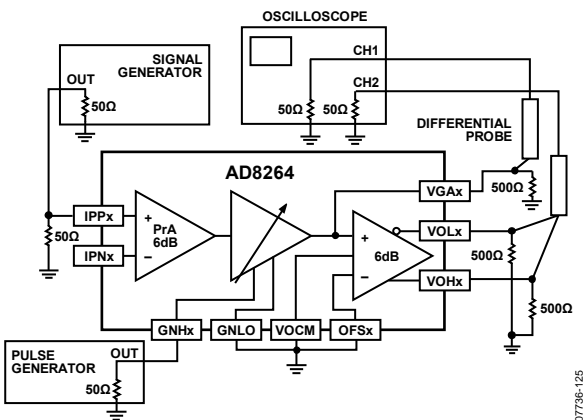 OSCILLOSCOPE
SIGNAL
GENERATOR
OUT
50Ω
CH1
CH2
50Ω
50Ω
DIFFERENTIAL
PROBE
AD8264
VGAx
500Ω
IPPx
50Ω
IPNx
+
PrA
6dB
–
+
6dB
–
VOLx
500Ω
VOHx
500Ω
GNHx
GNLO
VOCM
OFSx
PULSE
GENERATOR
OUT
50Ω
07736-125